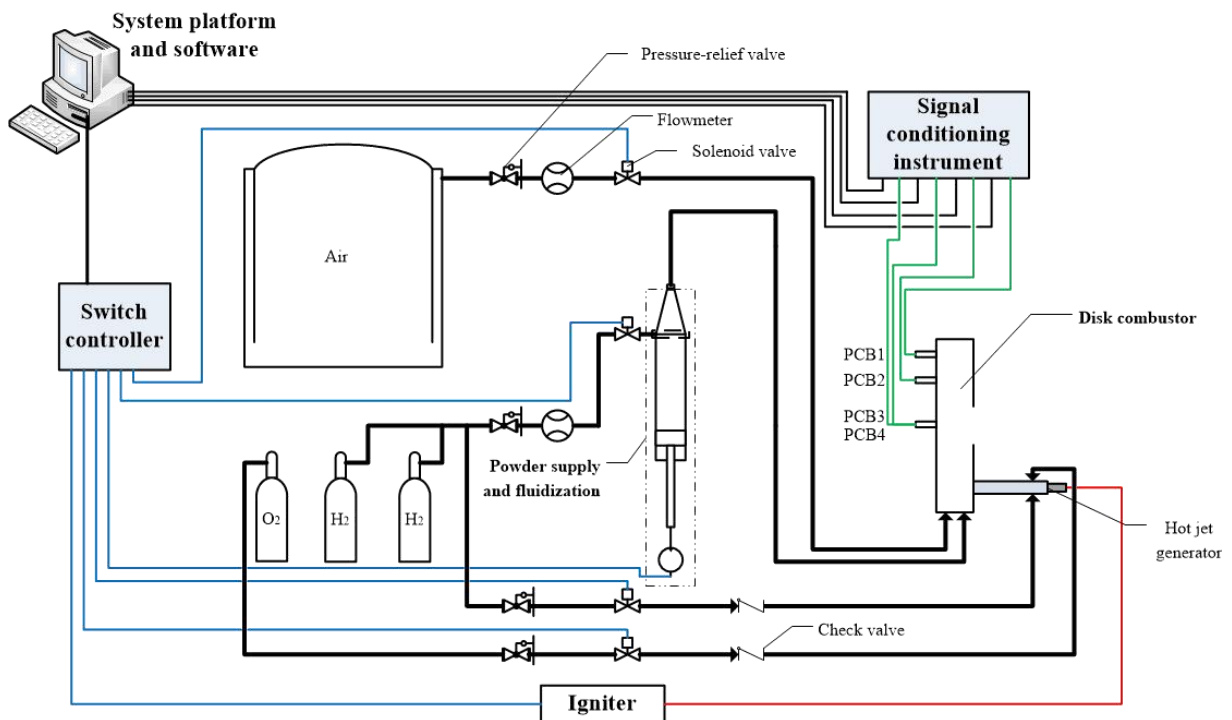 System platform
and software
Pressure-relief valve
Flowmeter
Solenoid valve
Signal
conditioning
instrument
Air
Switch
controller
Disk combustor
PCB1
PCB2
PCB3
PCB4
Powder supply
and fluidization
O2
H2
H2
Hot jet
generator
Check valve
Igniter